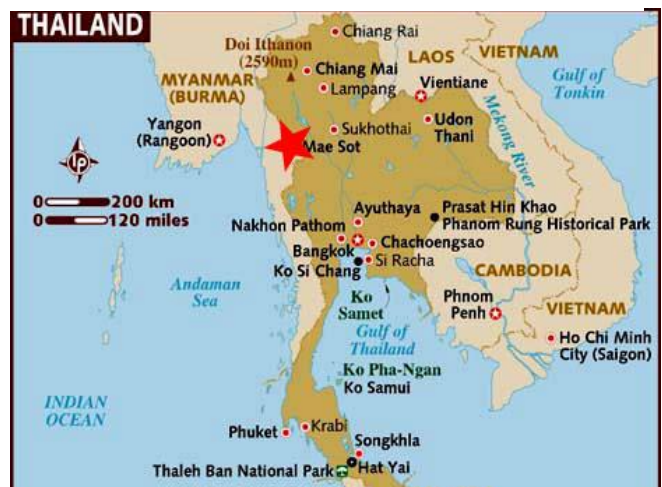 THAILAND
Chiang Rai
Doi Ithanon
(2590m)
LAOS
VIETNAM
MYANMAR
(BURMA)
Chiang Mai
Vientiane
Gulf of
Tonkin
Lampang
Yangon
(Rangoon)
Sukhothai
Udon
Thani
Mekong River
Mae Sot
LP
0
200 km
0
120 miles
Ayuthaya
Prasat Hin Khao
Phanom Rung Historical Park
Nakhon Pathom
Bangkok
Chachoengsao
Ko Si Chang
Si Racha
Andaman
Sea
CAMBODIA
Ko
Samet
Phnom
Penh
VIETNAM
Gulf of
Thailand
Ho Chi Minh
City (Saigon)
Ko Pha-Ngan
Ko Samui
INDIAN
OCEAN
Phuket
Krabi
Songkhla
Thaleh Ban National Park
Hat Yai